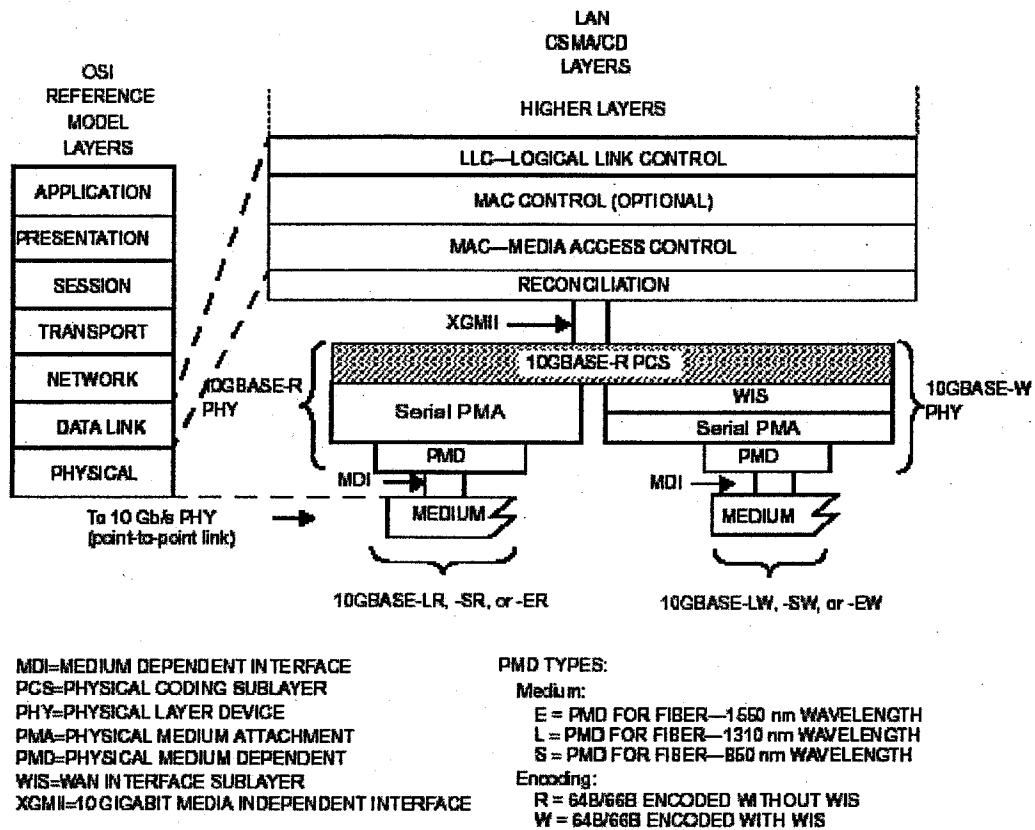 LAN
CSMA/CD
LAYERS
OSI
REFERENCE
MODEL
LAYERS
HIGHER LAYERS
LLC—LOGICAL LINK CONTROL
MAC CONTROL (OPTIONAL)
MAC—MEDIA ACCESS CONTROL
RECONCILIATION
APPLICATION
PRESENTATION
SESSION
TRANSPORT
NETWORK
DATA LINK
PHYSICAL
XGMII
10GBASE-R PCS
10GBASE-R
PHY
Serial PMA
PMD
MDI
MEDIUM
WIS
Serial PMA
PMD
MDI
MEDIUM
10GBASE-W
PHY
To 10 Gb/s PHY
(point-to-point link)
10GBASE-LR, -SR, or -ER
10GBASE-LW, -SW, or -EW
MDI=MEDIUM DEPENDENT INTERFACE
PCS=PHYSICAL CODING SUBLAYER
PHY=PHYSICAL LAYER DEVICE
PMA=PHYSICAL MEDIUM ATTACHMENT
PMD=PHYSICAL MEDIUM DEPENDENT
WIS=WAN INTERFACE SUBLAYER
XGMII=10 GIGABIT MEDIA INDEPENDENT INTERFACE
PMD TYPES:
Medium:
E = PMD FOR FIBER—1550 nm WAVELENGTH
L = PMD FOR FIBER—1310 nm WAVELENGTH
S = PMD FOR FIBER—850 nm WAVELENGTH
Encoding:
R = 64B/66B ENCODED WITHOUT WIS
W = 64B/66B ENCODED WITH WIS